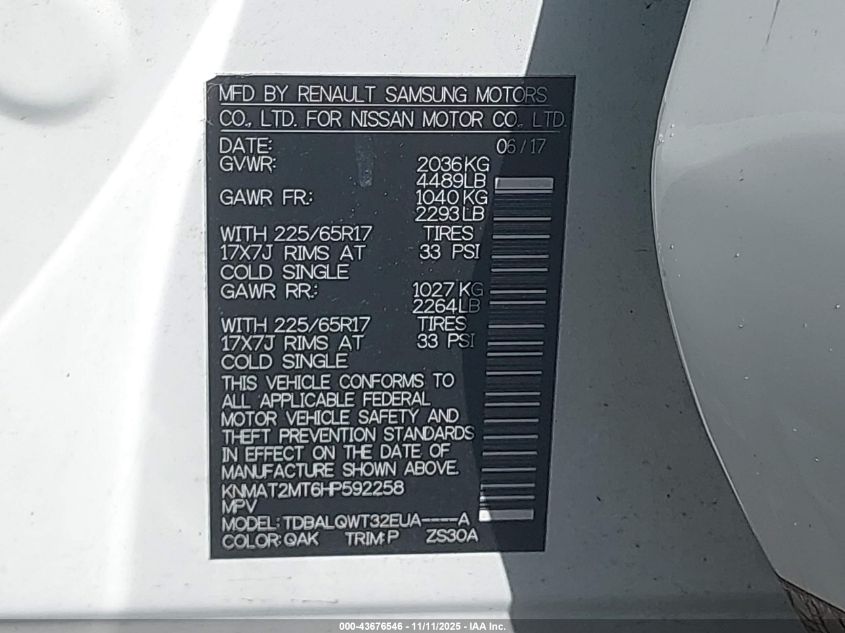 MFD BY RENAULT SAMSUNG MOTORS
CO., LTD. FOR NISSAN MOTOR CO., LTD.
DATE: 06/17
GVWR: 2036KG
4489LB
GAWR FR: 1040 KG
2293LB
WITH 225/65R17 TIRES
17X7J RIMS AT 33 PSI
COLD SINGLE
GAWR RR: 1027 KG
2264LB
WITH 225/65R17 TIRES
17X7J RIMS AT 33 PSI
COLD SINGLE
THIS VEHICLE CONFORMS TO
ALL APPLICABLE FEDERAL
MOTOR VEHICLE SAFETY AND
THEFT PREVENTION STANDARDS
IN EFFECT ON THE DATE OF
MANUFACTURE SHOWN ABOVE.
KNMAT2MT6HP592258
MPV
MODEL: TDBALQWT32EUA----A
COLOR:QAK TRIM:P ZS30A
000-43676546 - 11/11/2025 - IAA Inc.